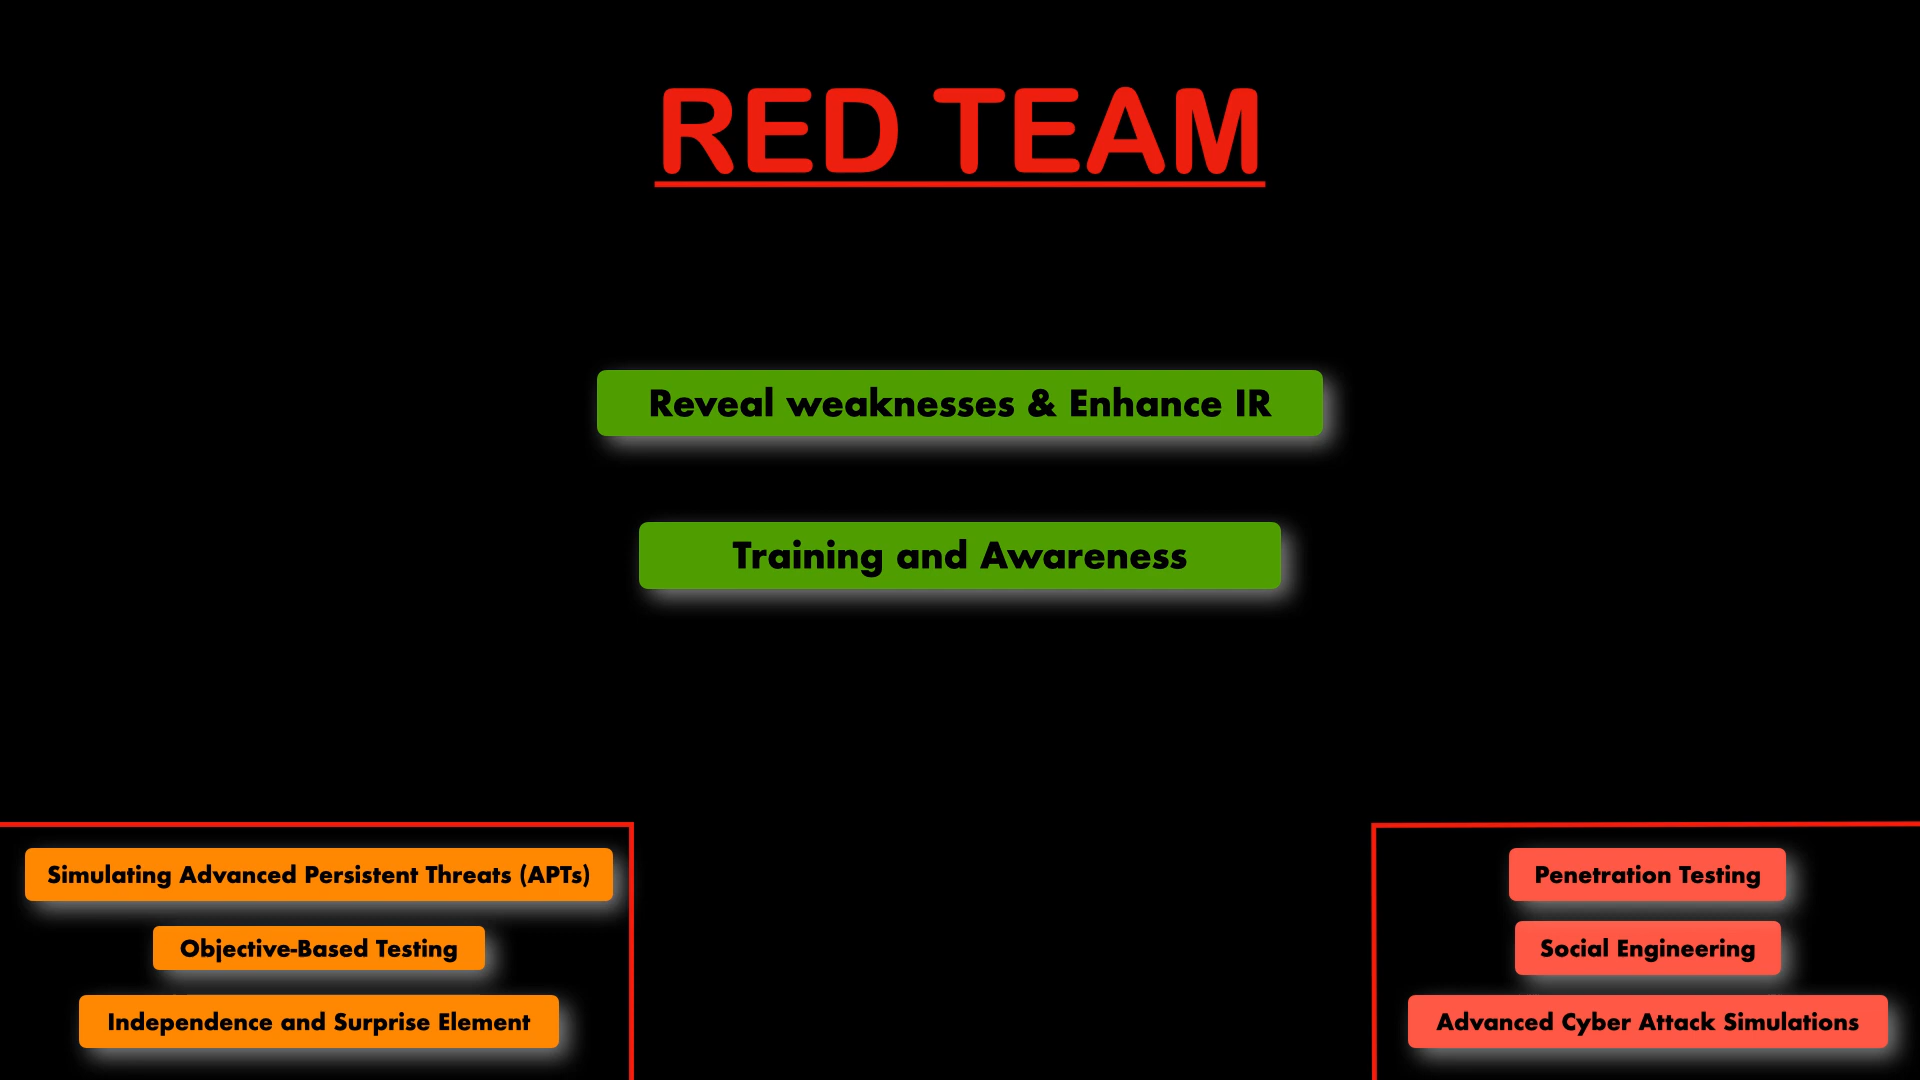 RED TEAM
Reveal weaknesses & Enhance IR
Training and Awareness
Simulating Advanced Persistent Threats (APTs)
Objective-Based Testing
Independence and Surprise Element
Penetration Testing
Social Engineering
Advanced Cyber Attack Simulations